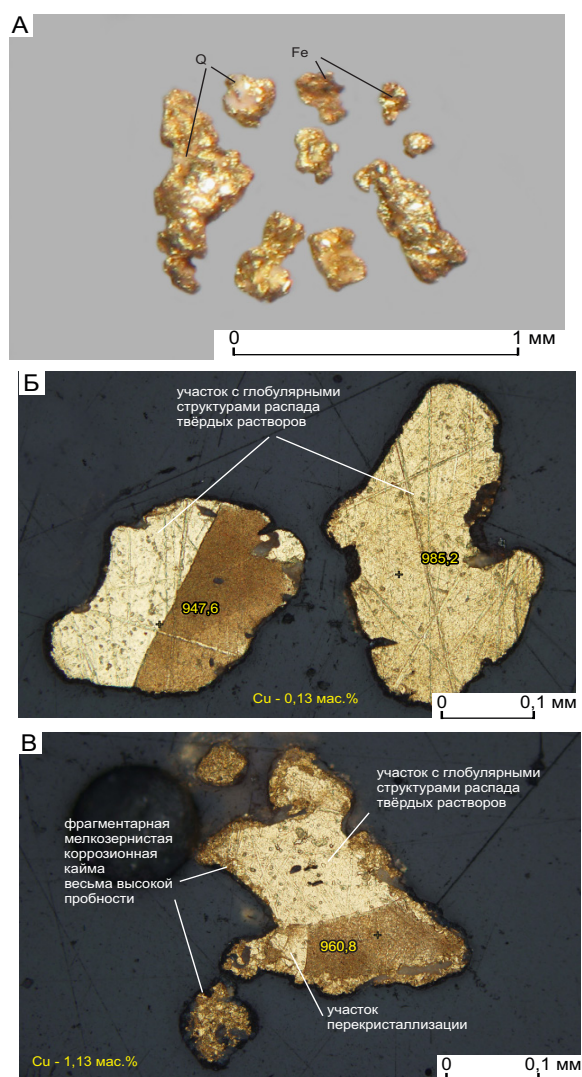 А
Q
Fe
0
1 мм
Б
участок с глобулярными
структурами распада
твёрдых растворов
985,2
947,6
Cu - 0,13 мас.%
0
0,1 мм
В
участок с глобулярными
структурами распада
твёрдых растворов
фрагментарная
мелкозернистая
коррозионная
кайма
весьма высокой
пробности
960,8
участок
перекристаллизации
Cu - 1,13 мас.%
0
0,1 мм